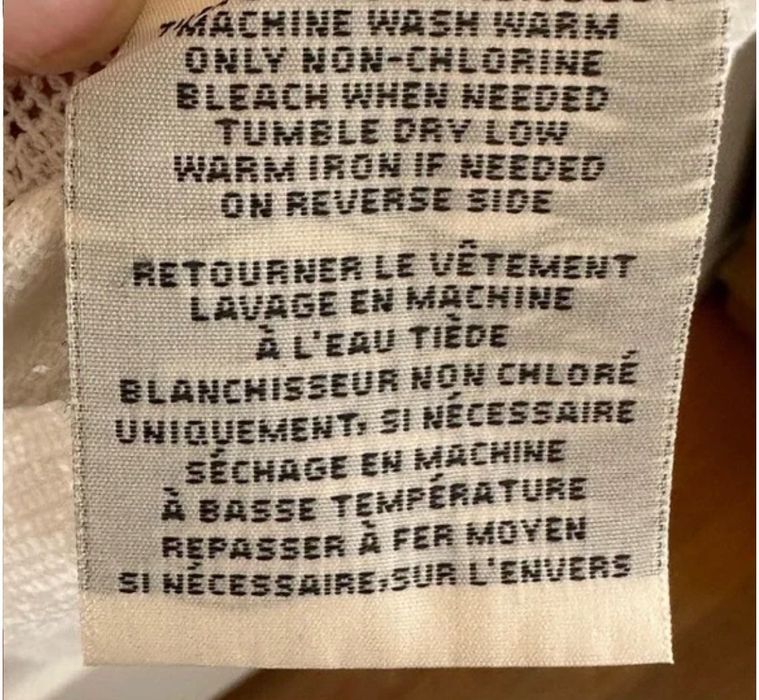 MACHINE WASH WARM
ONLY NON-CHLORINE
BLEACH WHEN NEEDED
TUMBLE DRY LOW
WARM IRON IF NEEDED
ON REVERSE SIDE
RETOURNER LE VÊTEMENT
LAVAGE EN MACHINE
À L'EAU TIÈDE
BLANCHISSEUR NON CHLORÉ
UNIQUEMENT, SI NÉCESSAIRE
SÉCHAGE EN MACHINE
À BASSE TEMPÉRATURE
REPASSER À FER MOYEN
SI NÉCESSAIRE,SUR L'ENVERS